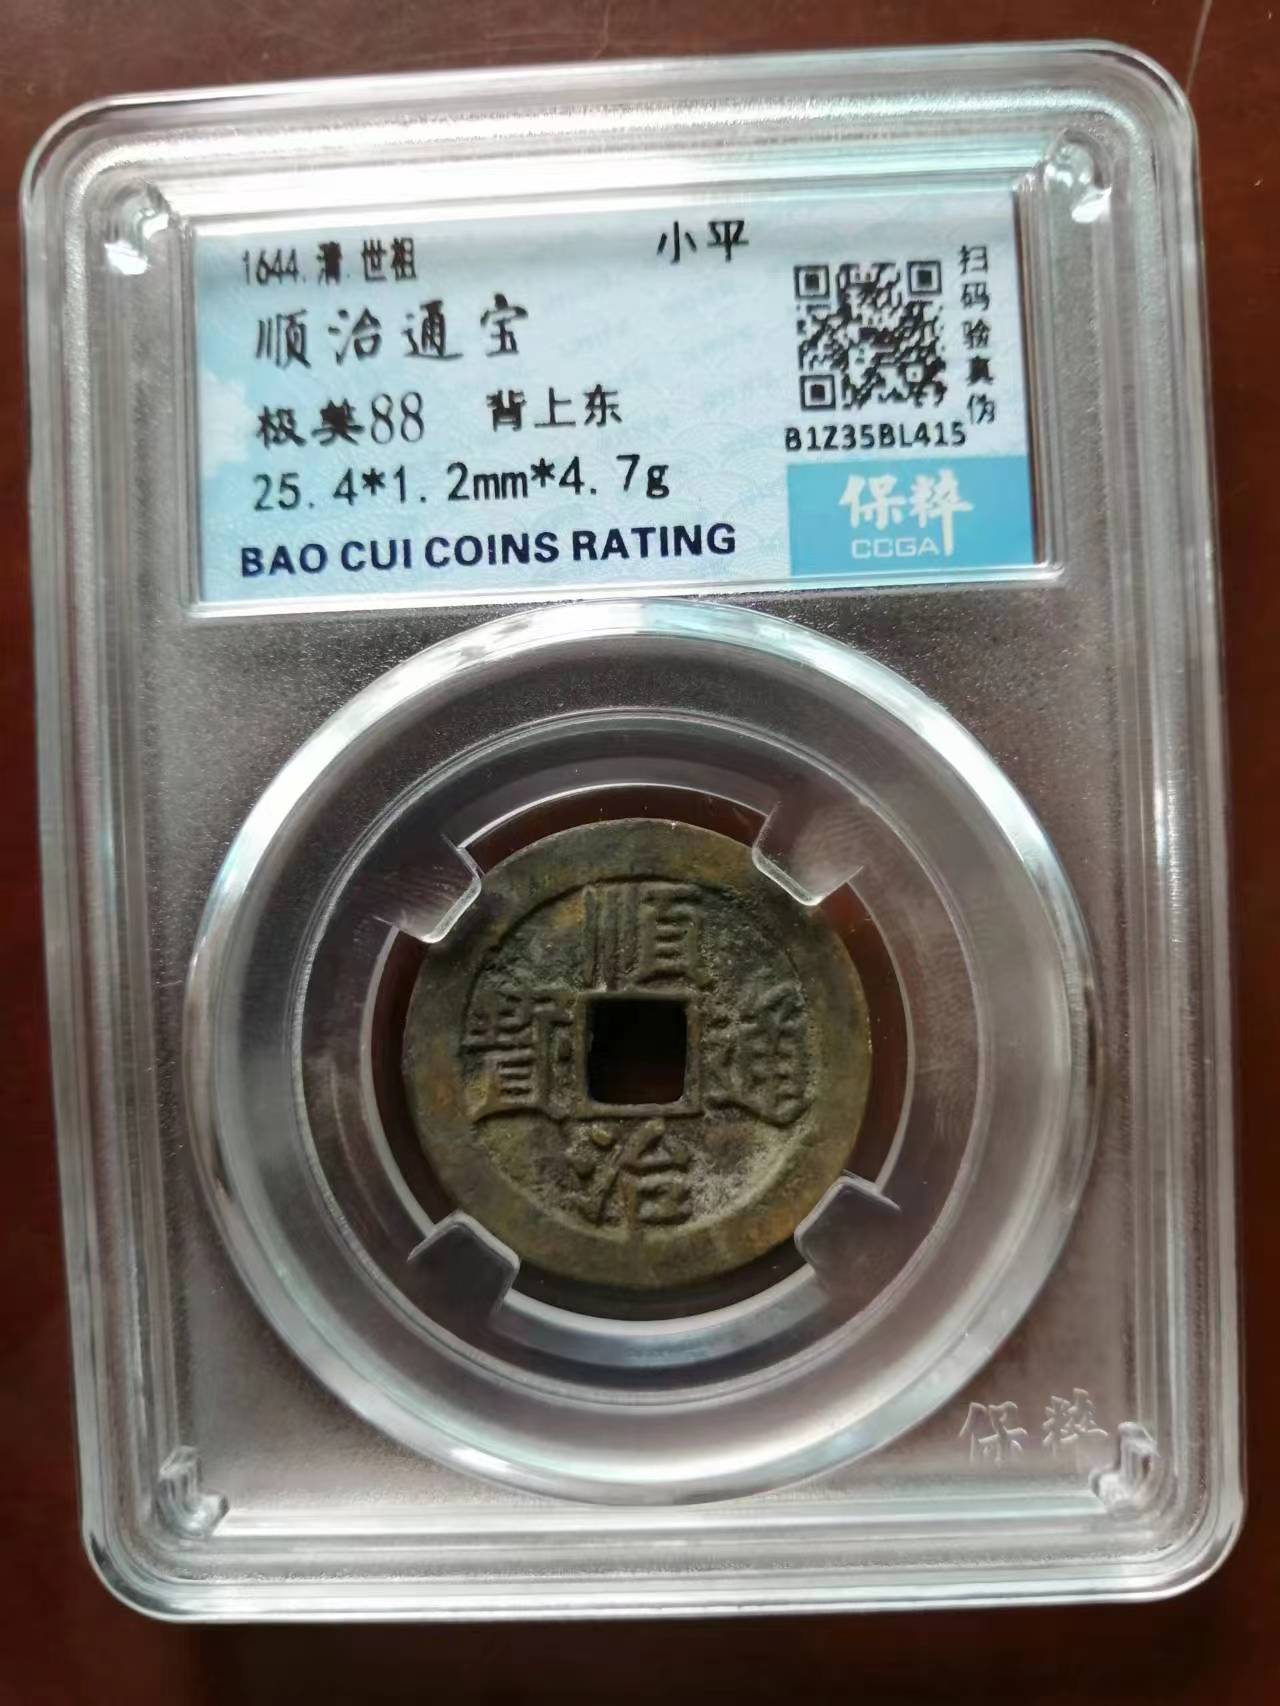 1644.清.世祖
小平
顺治通宝
极美88 背上东
25.4*1.2mm*4.7g
BAO CUI COINS RATING
扫码验真伪
B1Z35BL415
保粹
CCGA
順
寶 通
治
保粹